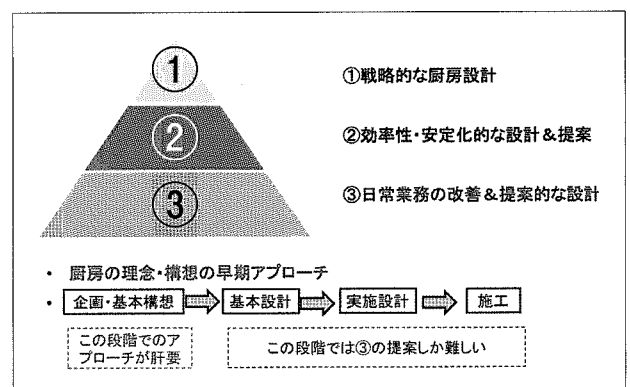 ①
①戦略的な厨房設計
②
②効率性・安定化的な設計&提案
③
③日常業務の改善&提案的な設計
・ 厨房の理念・構想の早期アプローチ
・ 企画・基本構想 基本設計 実施設計 施工
この段階でのア
プローチが肝要
この段階では③の提案しか難しい